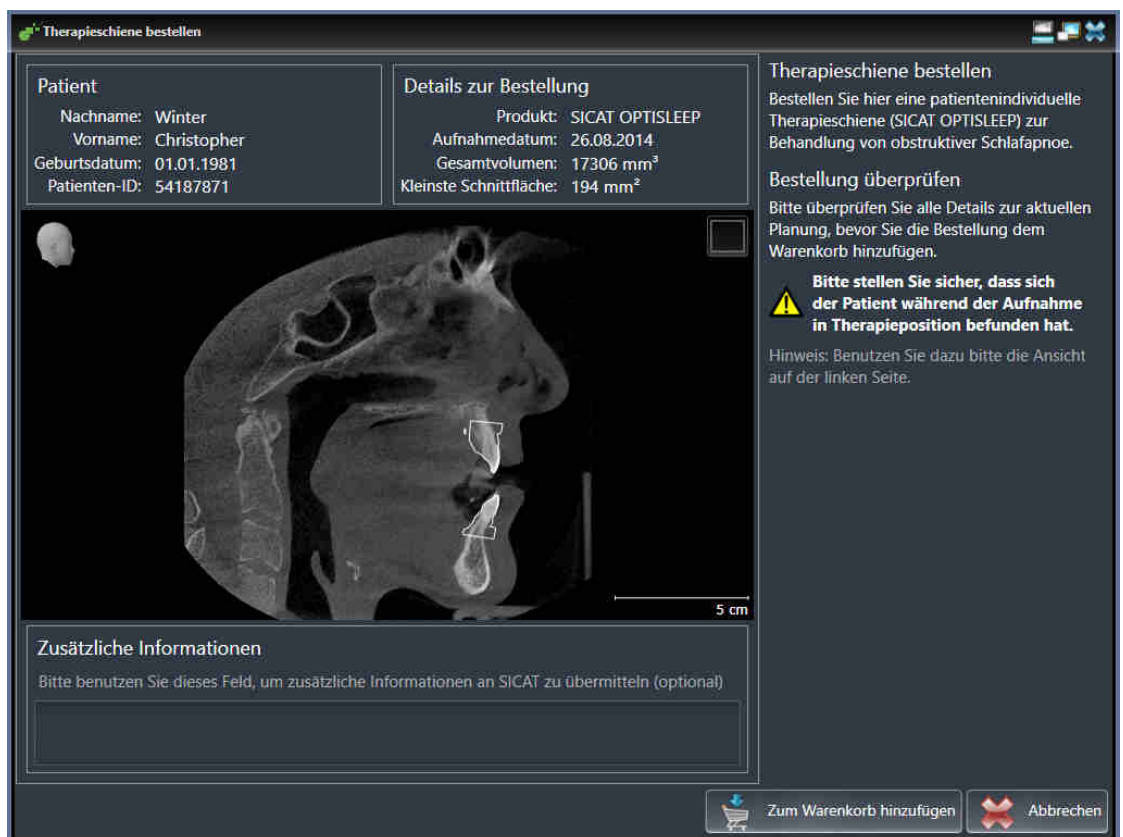 Therapieschiene bestellen
Patient
Nachname: Winter
Vorname: Christopher
Geburtsdatum: 01.01.1981
Patienten-ID: 54187871
Details zur Bestellung
Produkt: SICAT OPTISLEEP
Aufnahmedatum: 26.08.2014
Gesamtvolumen: 17306 mm³
Kleinste Schnittfläche: 194 mm²
5 cm
Zusätzliche Informationen
Bitte benutzen Sie dieses Feld, um zusätzliche Informationen an SICAT zu übermitteln (optional)
Therapieschiene bestellen
Bestellen Sie hier eine patientenindividuelle
Therapieschiene (SICAT OPTISLEEP) zur
Behandlung von obstruktiver Schlafapnoe.
Bestellung überprüfen
Bitte überprüfen Sie alle Details zur aktuellen
Planung, bevor Sie die Bestellung dem
Warenkorb hinzufügen.
Bitte stellen Sie sicher, dass sich
der Patient während der Aufnahme
in Therapieposition befunden hat.
Hinweis: Benutzen Sie dazu bitte die Ansicht
auf der linken Seite.
Zum Warenkorb hinzufügen
Abbrechen